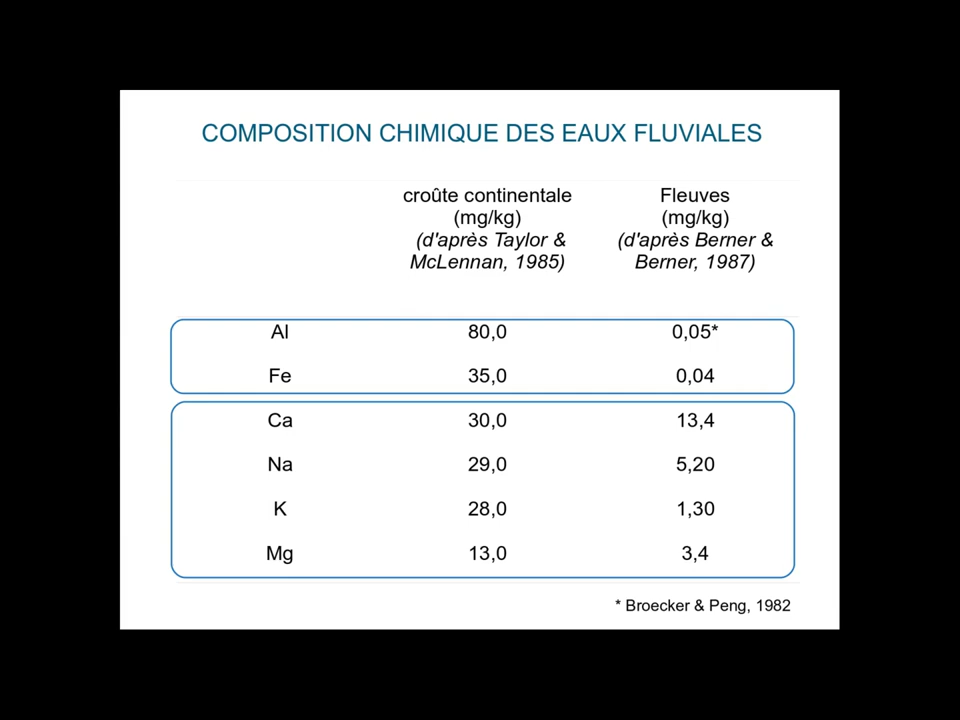 COMPOSITION CHIMIQUE DES EAUX FLUVIALES
croûte continentale
(mg/kg)
(d'après Taylor &
McLennan, 1985)
Fleuves
(mg/kg)
(d'après Berner &
Berner, 1987)
Al 80,0 0,05*
Fe 35,0 0,04
Ca 30,0 13,4
Na 29,0 5,20
K 28,0 1,30
Mg 13,0 3,4
* Broecker & Peng, 1982